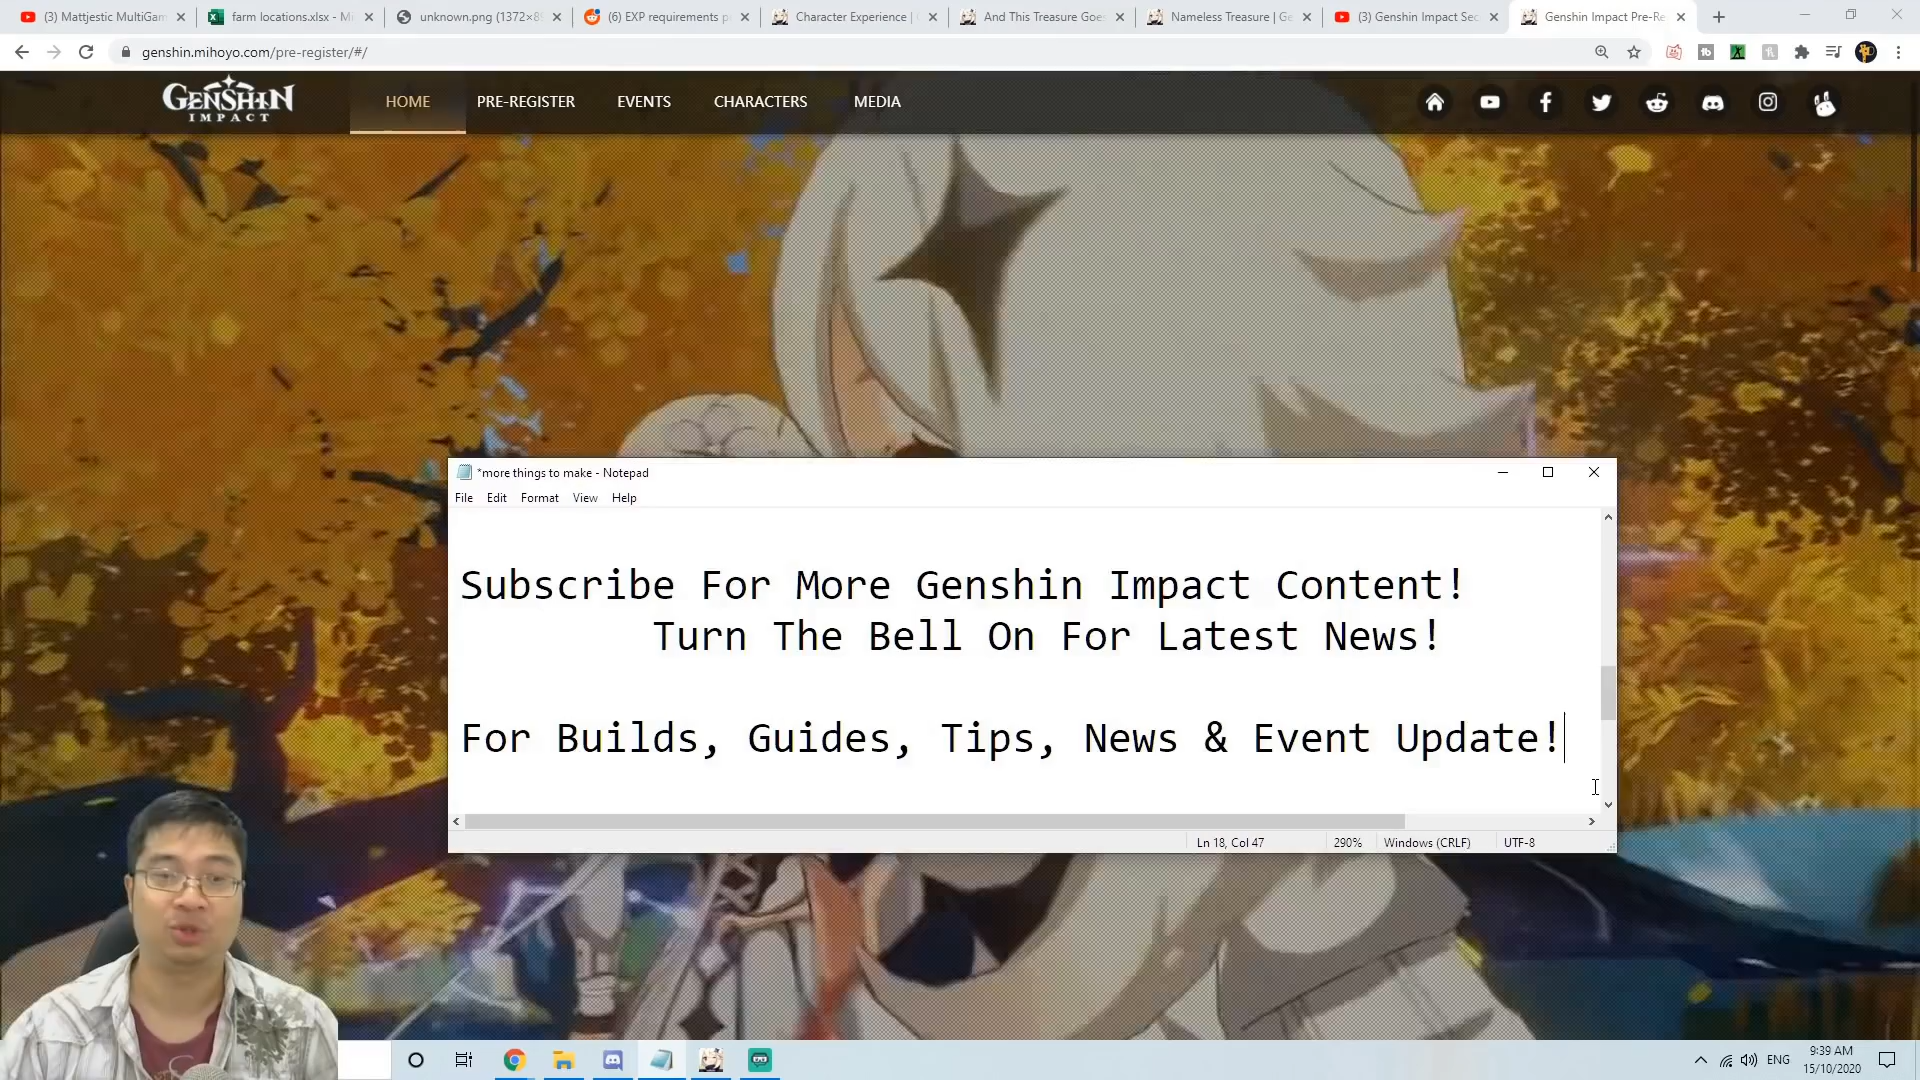 (3) Mattjestic MultiGam
farm locations.xlsx - Mi
unknown.png (1372×89
(6) EXP requirements p
Character Experience | G
And This Treasure Goes
Nameless Treasure | Ge
(3) Genshin Impact Sec
Genshin Impact Pre-Re
genshin.mihoyo.com/pre-register/#/
GENSHIN
IMPACT
HOME
PRE-REGISTER
EVENTS
CHARACTERS
MEDIA
*more things to make - Notepad
File
Edit
Format
View
Help
Subscribe For More Genshin Impact Content!
Turn The Bell On For Latest News!
For Builds, Guides, Tips, News & Event Update!
Ln 18, Col 47
290%
Windows (CRLF)
UTF-8
ENG
9:39 AM
15/10/2020